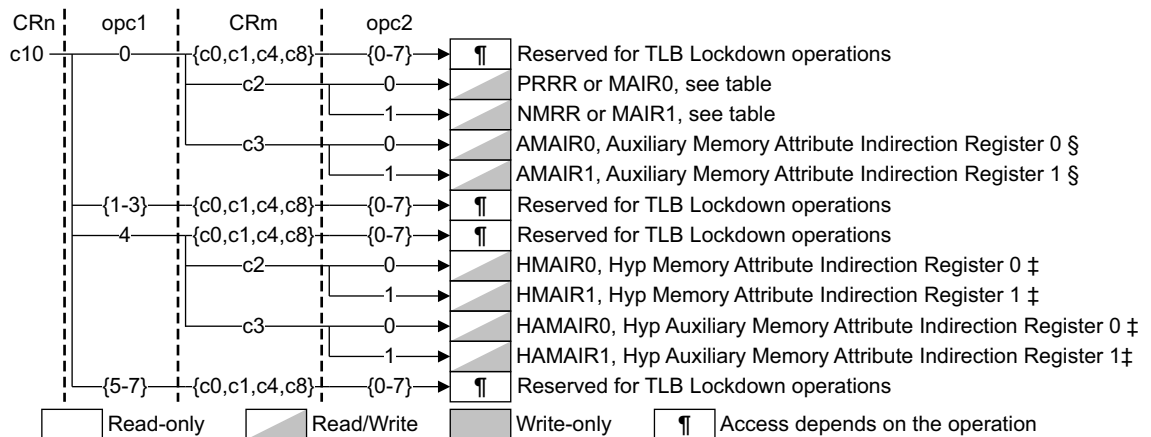 CRn opc1 CRm opc2
c10 0 {c0,c1,c4,c8} {0-7} ¶ Reserved for TLB Lockdown operations
c2 0 PRRR or MAIR0, see table
1 NMRR or MAIR1, see table
c3 0 AMAIR0, Auxiliary Memory Attribute Indirection Register 0 §
1 AMAIR1, Auxiliary Memory Attribute Indirection Register 1 §
{1-3} {c0,c1,c4,c8} {0-7} ¶ Reserved for TLB Lockdown operations
4 {c0,c1,c4,c8} {0-7} ¶ Reserved for TLB Lockdown operations
c2 0 HMAIR0, Hyp Memory Attribute Indirection Register 0 ‡
1 HMAIR1, Hyp Memory Attribute Indirection Register 1 ‡
c3 0 HAMAIR0, Hyp Auxiliary Memory Attribute Indirection Register 0 ‡
1 HAMAIR1, Hyp Auxiliary Memory Attribute Indirection Register 1‡
{5-7} {c0,c1,c4,c8} {0-7} ¶ Reserved for TLB Lockdown operations
Read-only Read/Write Write-only ¶ Access depends on the operation